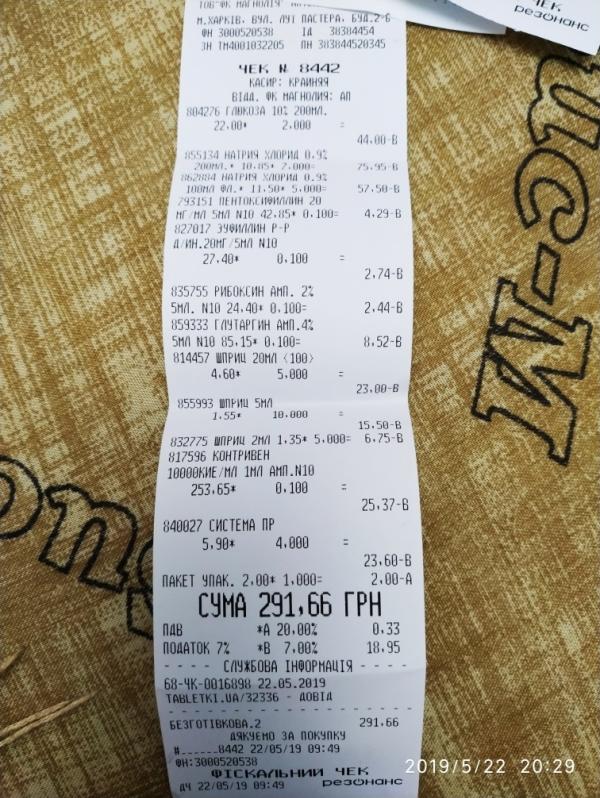 ТОВ"ФК МАГНОЛІЯ"
ЧЕК
резонанс
М.ХАРКІВ, ВУЛ. ЛУЇ ПАСТЕРА, БУД.2-Б
ФН 3000520538 ІД 38384454
ЗН ТМ4001032205 ПН 383844520345
ЧЕК № 8442
КАСИР: КРАЙНЯЯ
ВІДД. ФК МАГНОЛИЯ: АП
804276 ГЛЮКОЗА 10% 200МЛ.
22.00* 2.000 =
44.00-В
855134 НАТРИЯ ХЛОРИД 0.9%
200МЛ.* 10.85* 7.000= 75.95-В
862884 НАТРИЯ ХЛОРИД 0.9%
100МЛ ФЛ.* 11.50* 5.000= 57.50-В
793151 ПЕНТОКСИФИЛЛИН 20
МГ/МЛ 5МЛ N10 42.85* 0.100= 4.29-В
827017 ЭУФИЛЛИН Р-Р
Д/ИН.20МГ/5МЛ N10
27.40* 0.100 =
2.74-В
835755 РИБОКСИН АМП. 2%
5МЛ. N10 24.40* 0.100= 2.44-В
859333 ГЛУТАРГИН АМП.4%
5МЛ N10 85.15* 0.100= 8.52-В
814457 ШПРИЦ 20МЛ (100)
4.60* 5.000 =
23.00-В
855993 ШПРИЦ 5МЛ
1.55* 10.000 =
15.50-В
832775 ШПРИЦ 2МЛ 1.35* 5.000= 6.75-В
817596 КОНТРИВЕН
10000КИЕ/МЛ 1МЛ АМП.N10
253.65* 0.100 =
25.37-В
840027 СИСТЕМА ПР
5.90* 4.000 =
23.60-В
ПАКЕТ УПАК. 2.00* 1.000= 2.00-А
СУМА 291.66 ГРН
ПДВ *А 20.00% 0.33
ПОДАТОК 7% *В 7.00% 18.95
- - - - СЛУЖБОВА ІНФОРМАЦІЯ - - - -
68-ЧК-0016898 22.05.2019
TABLETKI.UA/32336 - ДОВІД
БЕЗГОТІВКОВА.2 291.66
ДЯКУЄМО ЗА ПОКУПКУ
#......8442 22/05/19 09:49
ФН:3000520538
ФІСКАЛЬНИЙ ЧЕК
ДЧ 22/05/19 09:49 резонанс
2019/5/22 20:29